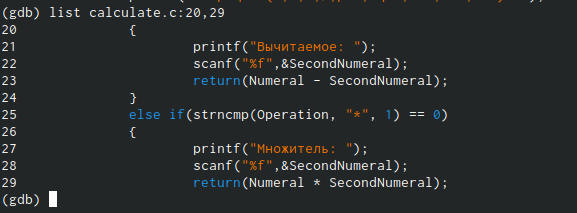 (gdb) list calculate.c:20,29
20 {
21 printf("Вычитаемое: ");
22 scanf("%f",&SecondNumeral);
23 return(Numeral - SecondNumeral);
24 }
25 else if(strncmp(Operation, "*", 1) == 0)
26 {
27 printf("Множитель: ");
28 scanf("%f",&SecondNumeral);
29 return(Numeral * SecondNumeral);
(gdb)